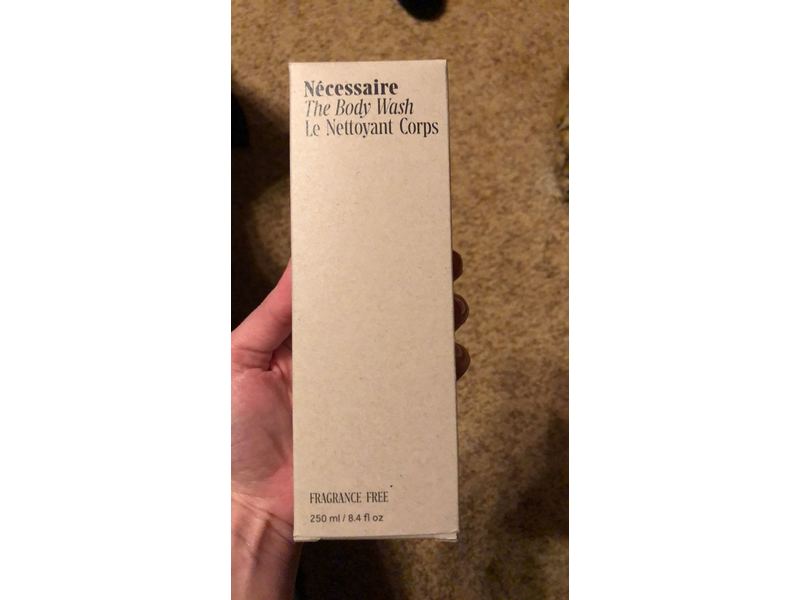 Nécessaire
The Body Wash
Le Nettoyant Corps
FRAGRANCE FREE
250 ml / 8.4 fl oz